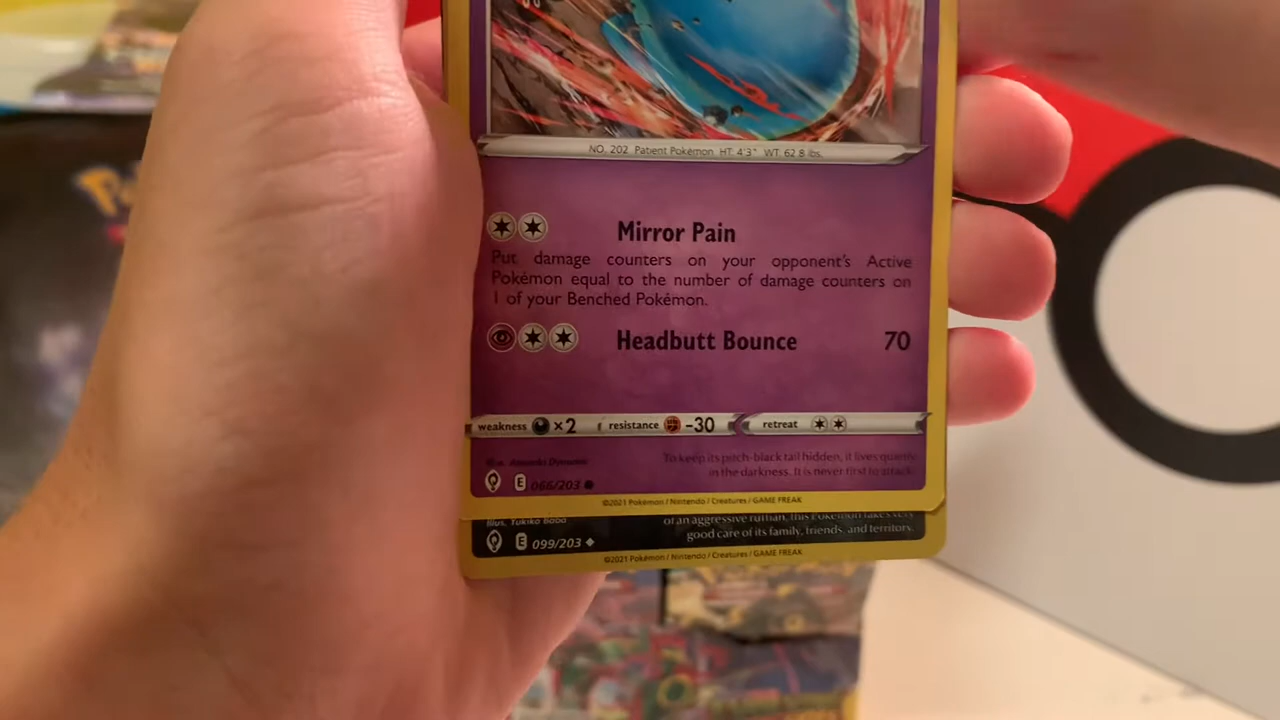 NO. 202 Patient Pokémon HT: 4'3" WT: 62.8 lbs.
Mirror Pain
Put damage counters on your opponent's Active
Pokémon equal to the number of damage counters on
1 of your Benched Pokémon.
Headbutt Bounce 70
weakness ×2 resistance -30 retreat
To keep its pitch-black tail hidden, it lives quietly
in the darkness. It is never first to attack.
E 066/203
©2021 Pokémon / Nintendo / Creatures / GAME FREAK
Illus. Yukiko Baba
of an aggressive ruffian, this Pokémon takes very
good care of its family, friends, and territory.
E 099/203
©2021 Pokémon / Nintendo / Creatures / GAME FREAK